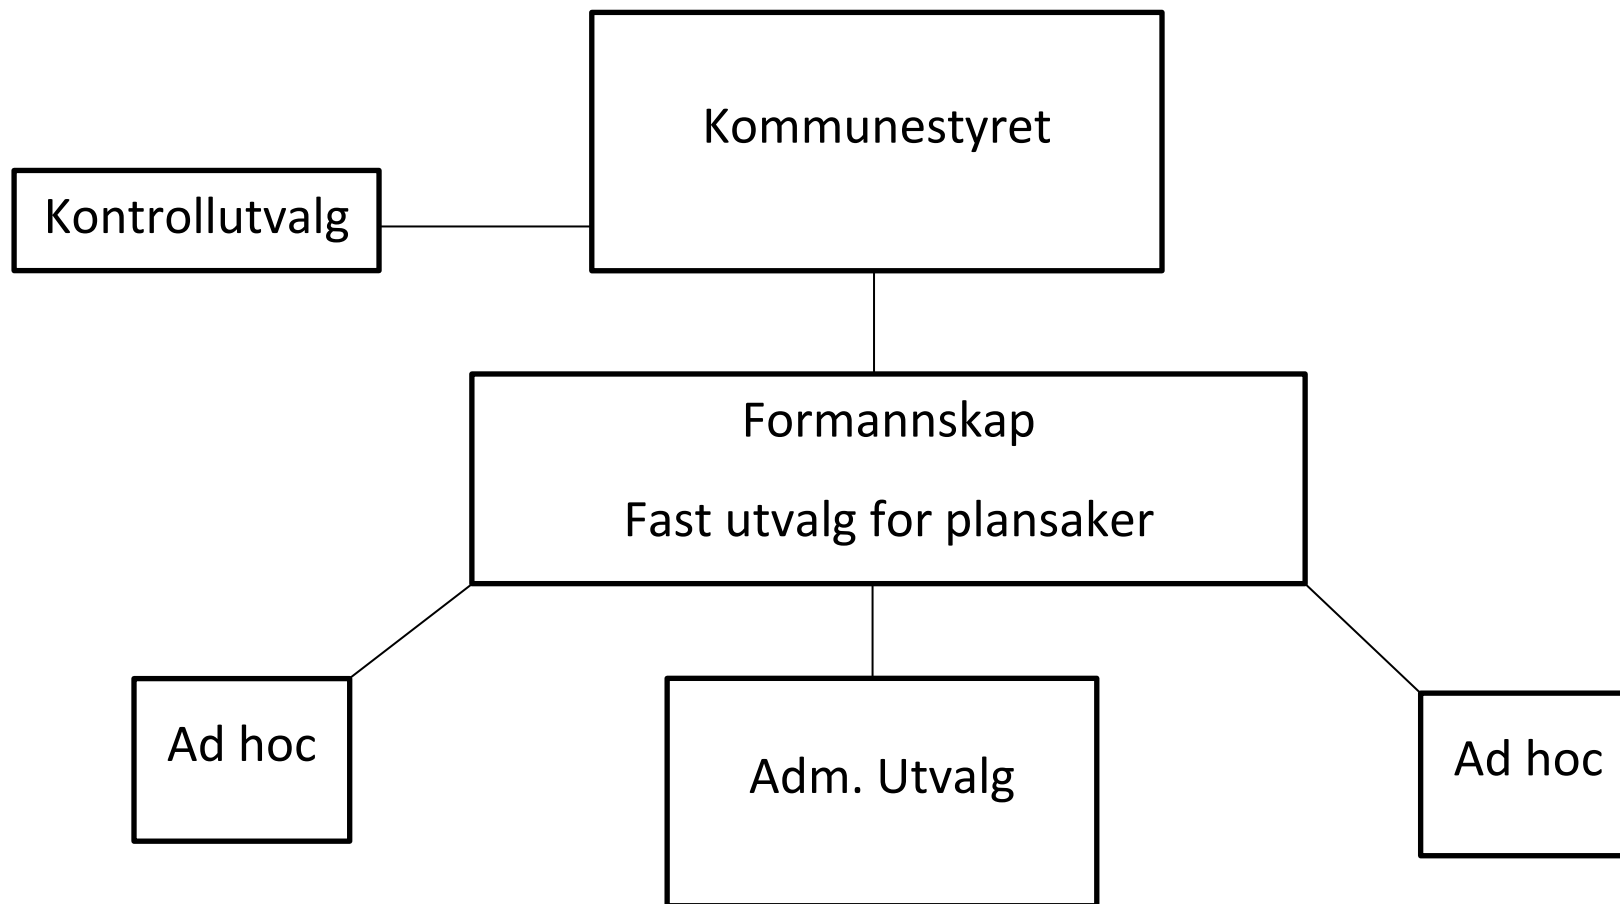 Kommunestyret
Kontrollutvalg
Formannskap
Fast utvalg for plansaker
Ad hoc
Adm. Utvalg
Ad hoc